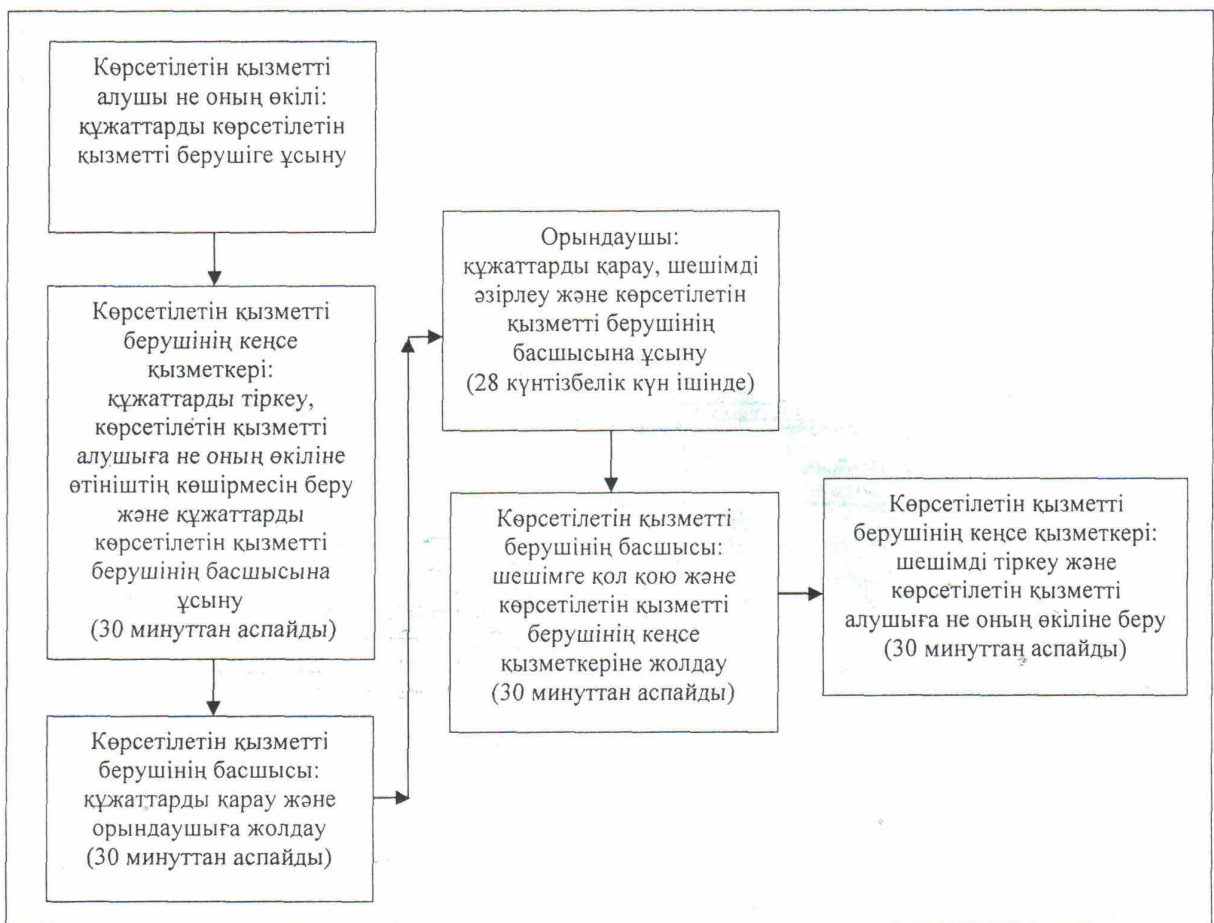 Көрсетілетін қызметті
алушы не оның өкілі:
құжаттарды көрсетілетін
қызметті берушіге ұсыну
Көрсетілетін қызметті
берушінің кеңсе
қызметкері:
құжаттарды тіркеу,
көрсетілетін қызметті
алушыға не оның өкіліне
өтініштің көшірмесін беру
және құжаттарды
көрсетілетін қызметті
берушінің басшысына
ұсыну
(30 минуттан аспайды)
Көрсетілетін қызметті
берушінің басшысы:
құжаттарды қарау және
орындаушыға жолдау
(30 минуттан аспайды)
Орындаушы:
құжаттарды қарау, шешімді
әзірлеу және көрсетілетін
қызметті берушінің
басшысына ұсыну
(28 күнтізбелік күн ішінде)
Көрсетілетін қызметті
берушінің басшысы:
шешімге қол қою және
көрсетілетін қызметті
берушінің кеңсе
қызметкеріне жолдау
(30 минуттан аспайды)
Көрсетілетін қызметті
берушінің кеңсе қызметкері:
шешімді тіркеу және
көрсетілетін қызметті
алушыға не оның өкіліне беру
(30 минуттан аспайды)